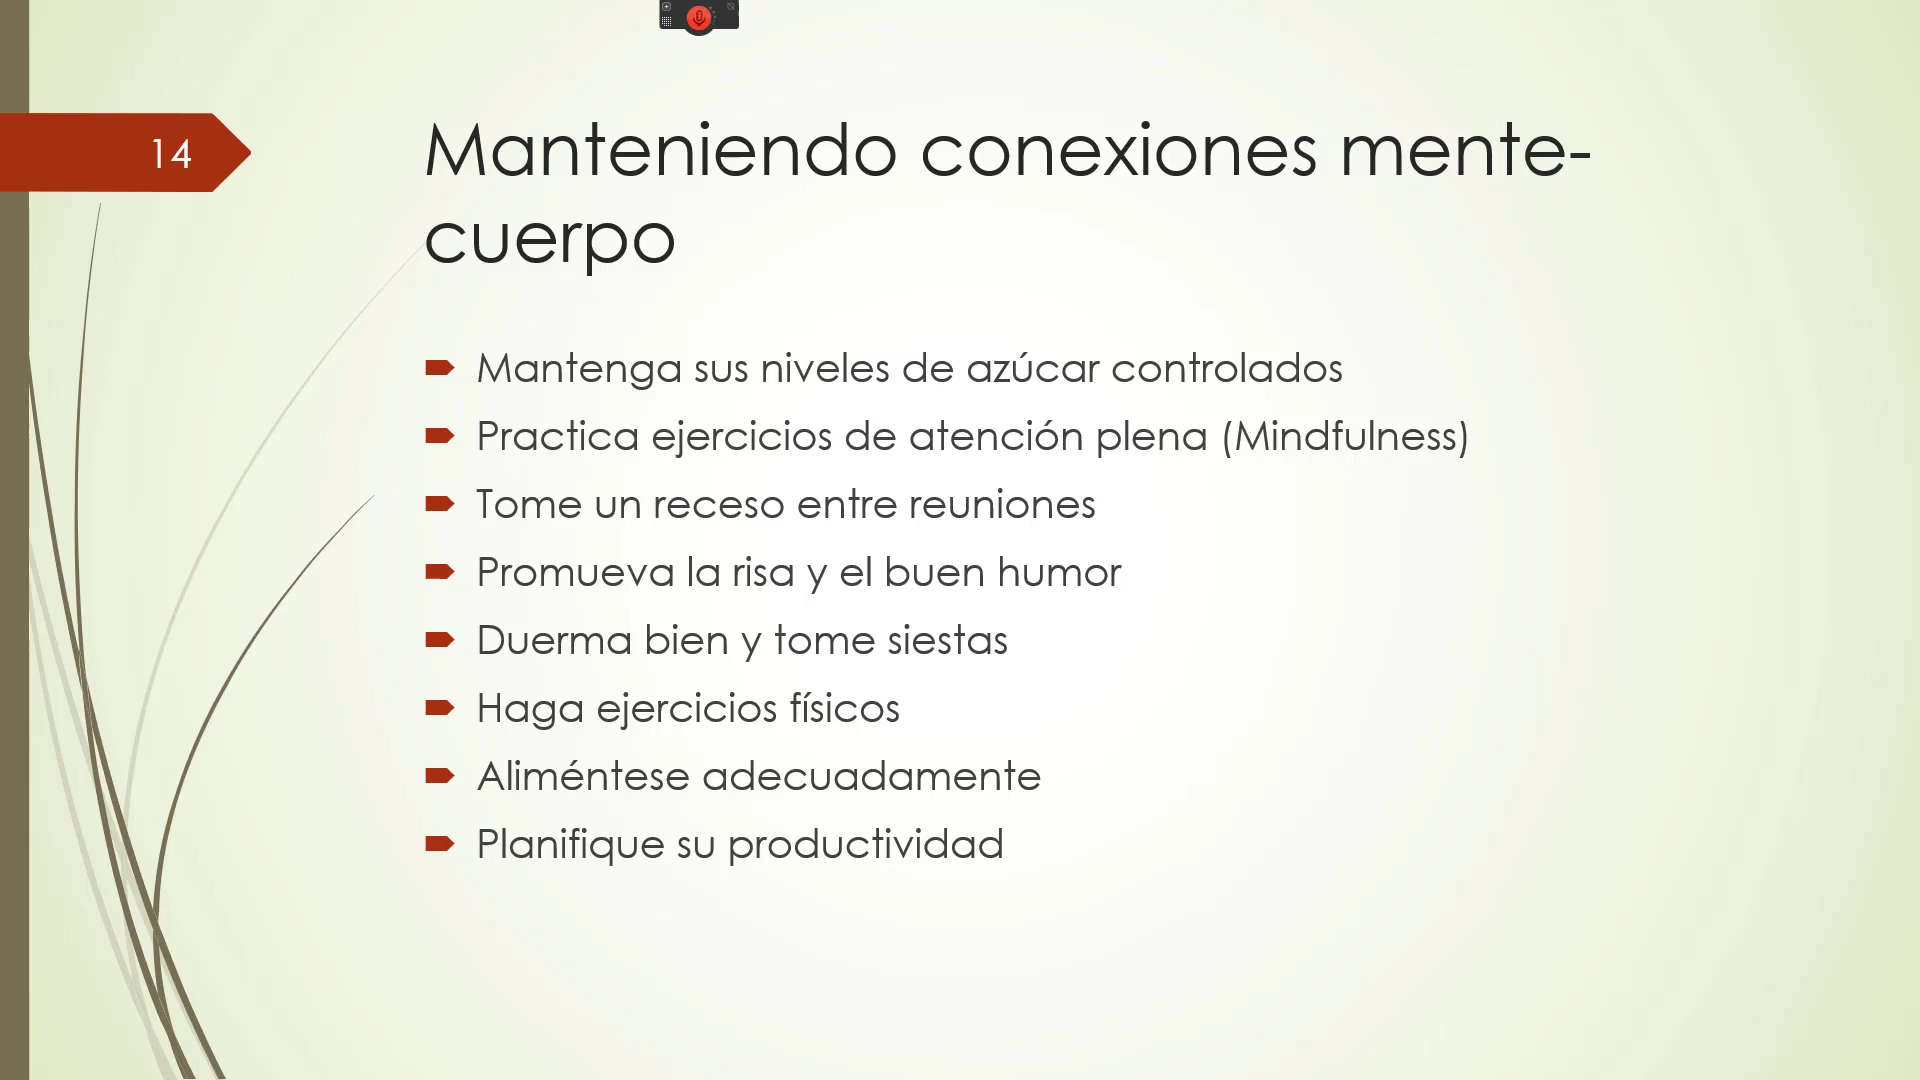 14
Manteniendo conexiones mente-
cuerpo
Mantenga sus niveles de azúcar controlados
Practica ejercicios de atención plena (Mindfulness)
Tome un receso entre reuniones
Promueva la risa y el buen humor
Duerma bien y tome siestas
Haga ejercicios físicos
Aliméntese adecuadamente
Planifique su productividad